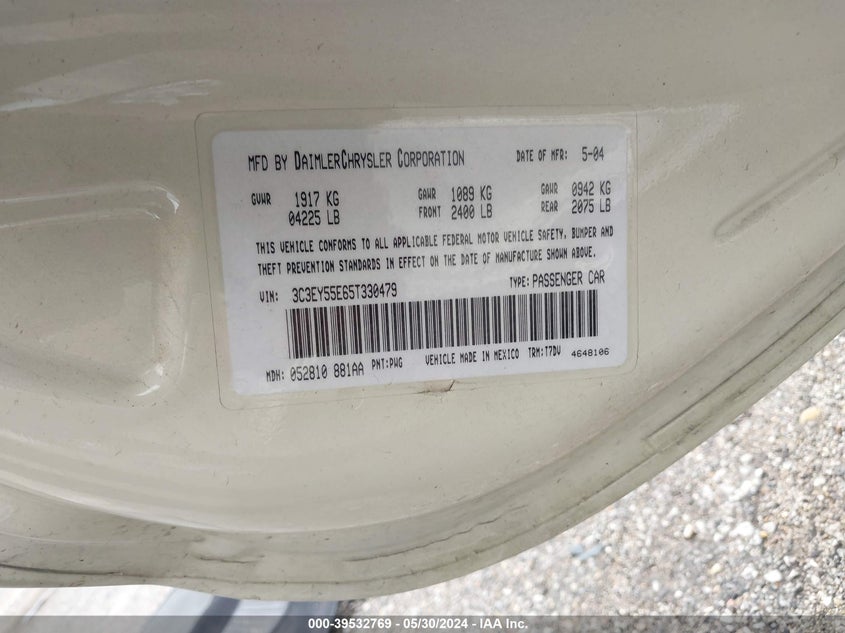 MFD BY DAIMLERCHRYSLER CORPORATION DATE OF MFR: 5-04
GVWR 1917 KG GAWR 1089 KG GAWR 0942 KG
04225 LB FRONT 2400 LB REAR 2075 LB
THIS VEHICLE CONFORMS TO ALL APPLICABLE FEDERAL MOTOR VEHICLE SAFETY, BUMPER AND
THEFT PREVENTION STANDARDS IN EFFECT ON THE DATE OF MANUFACTURE SHOWN ABOVE.
VIN: 3C3EY55E65T330479 TYPE: PASSENGER CAR
MDH: 052810 881AA PNT:PWG VEHICLE MADE IN MEXICO TRM:T7DV 4648106
000-39532769 - 05/30/2024 - IAA Inc.